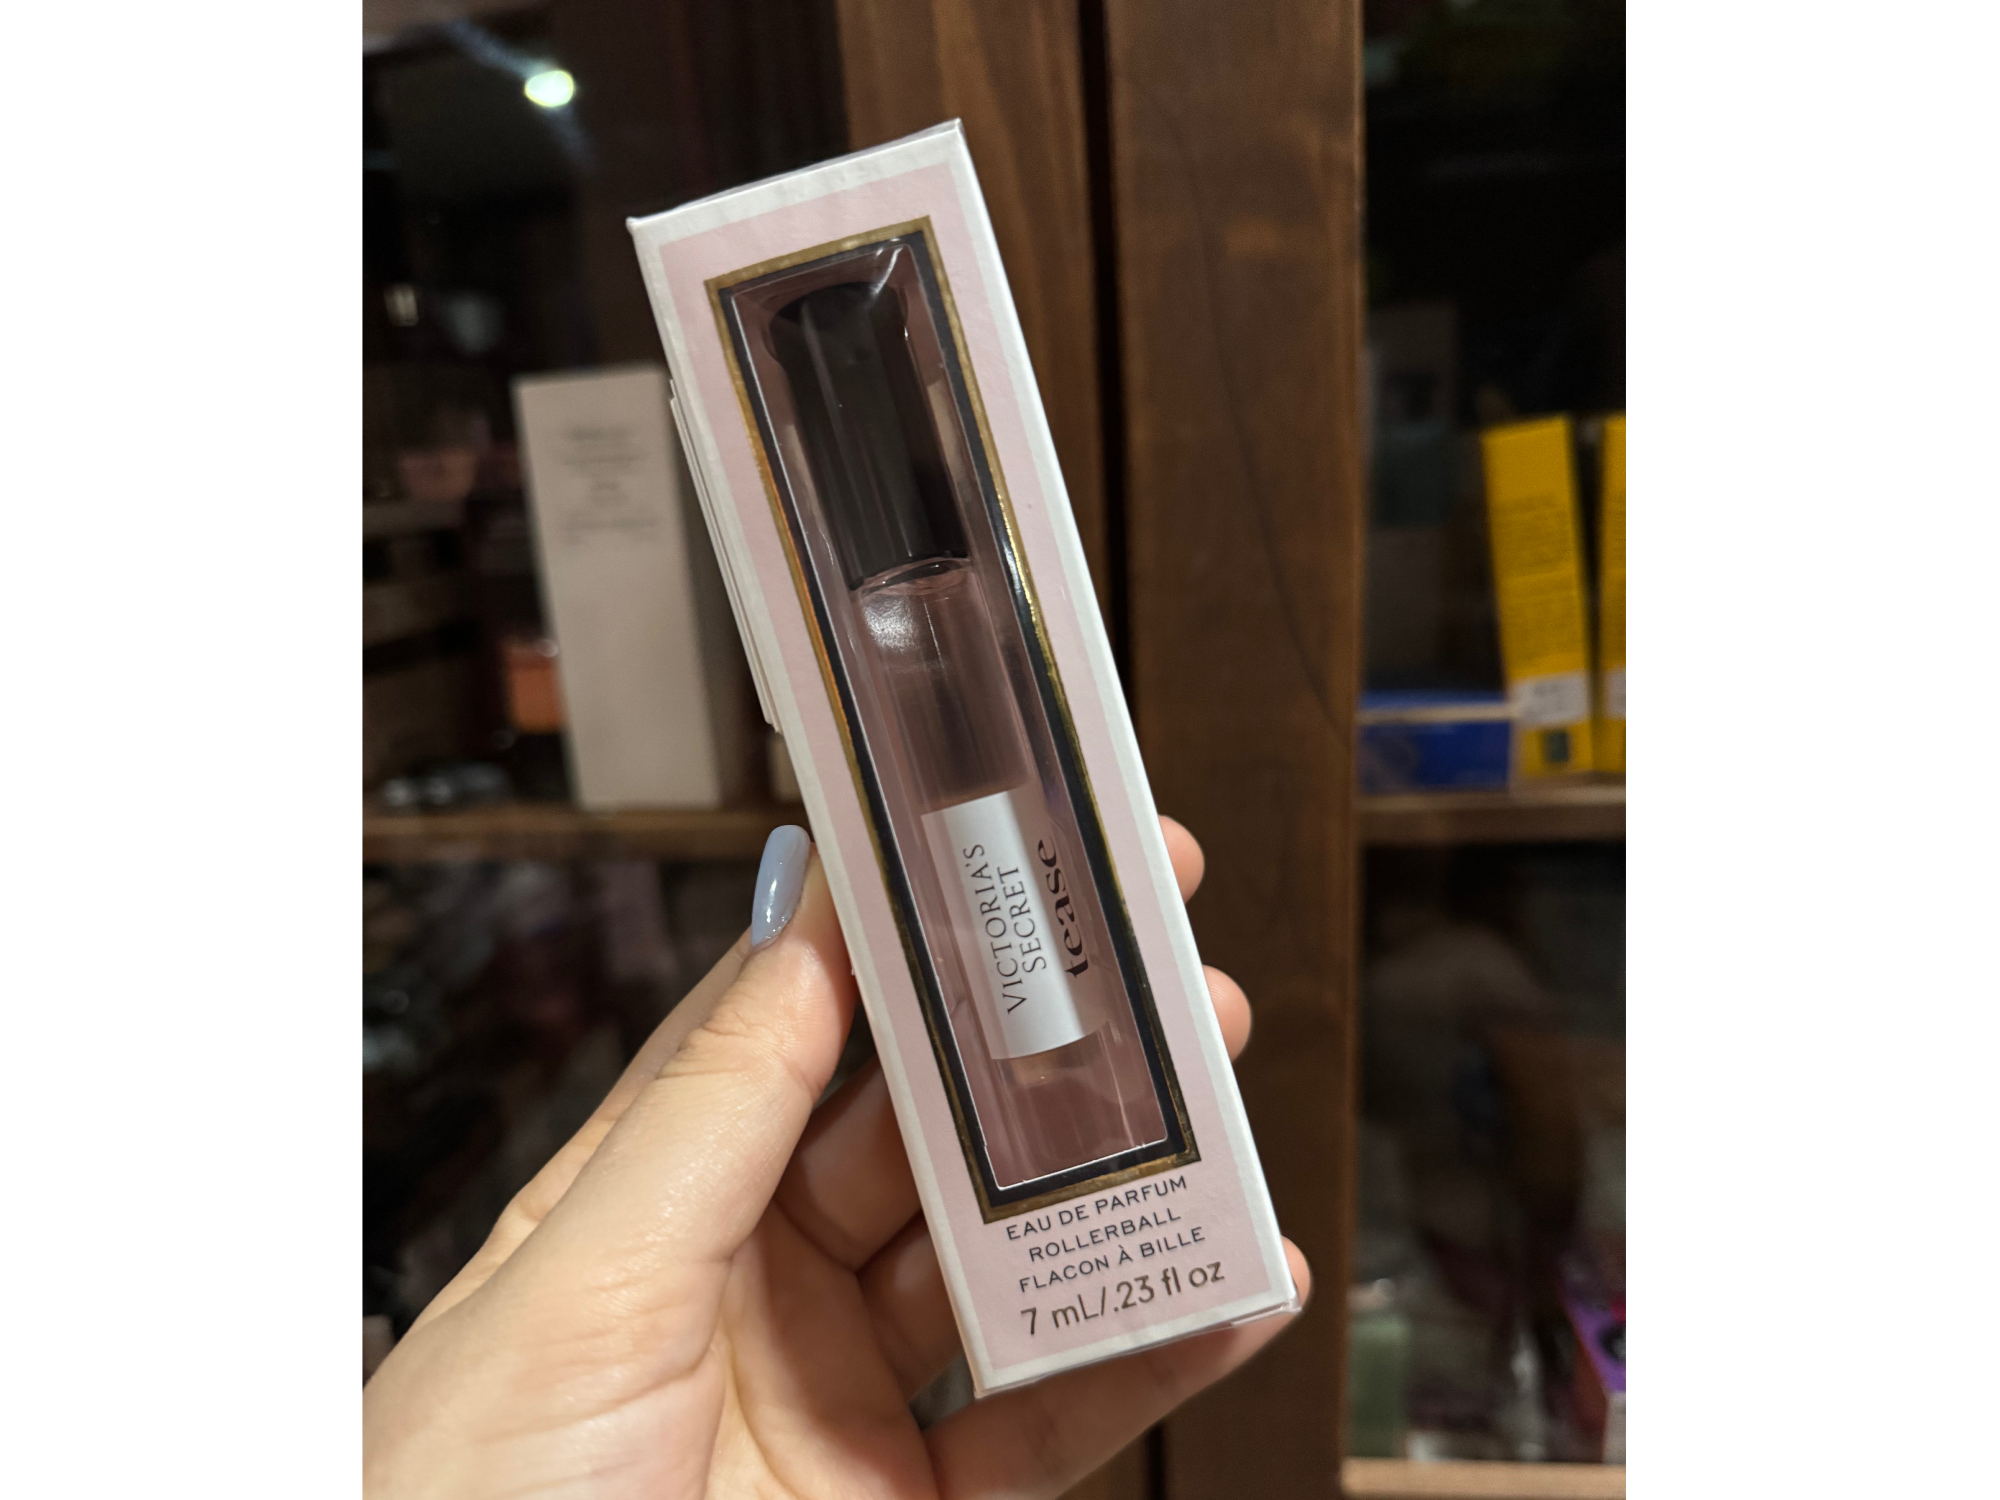 VICTORIA'S
SECRET
tease
EAU DE PARFUM
ROLLERBALL
FLACON À BILLE
7 mL/.23 fl oz